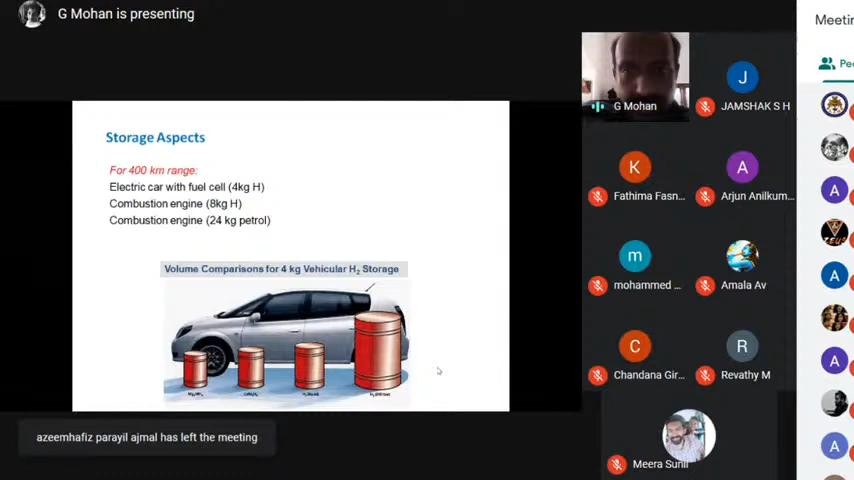 G Mohan is presenting
Meetin
Storage Aspects
For 400 km range:
Electric car with fuel cell (4kg H)
Combustion engine (8kg H)
Combustion engine (24 kg petrol)
Volume Comparisons for 4 kg Vehicular H2 Storage
azeemhafiz parayil ajmal has left the meeting
G Mohan
J
JAMSHAK S H
K
Fathima Fasn...
A
Arjun Anilkum...
m
mohammed ...
Amala Av
C
Chandana Gir...
R
Revathy M
Meera Sunil
Pe
A
A
A
A
A